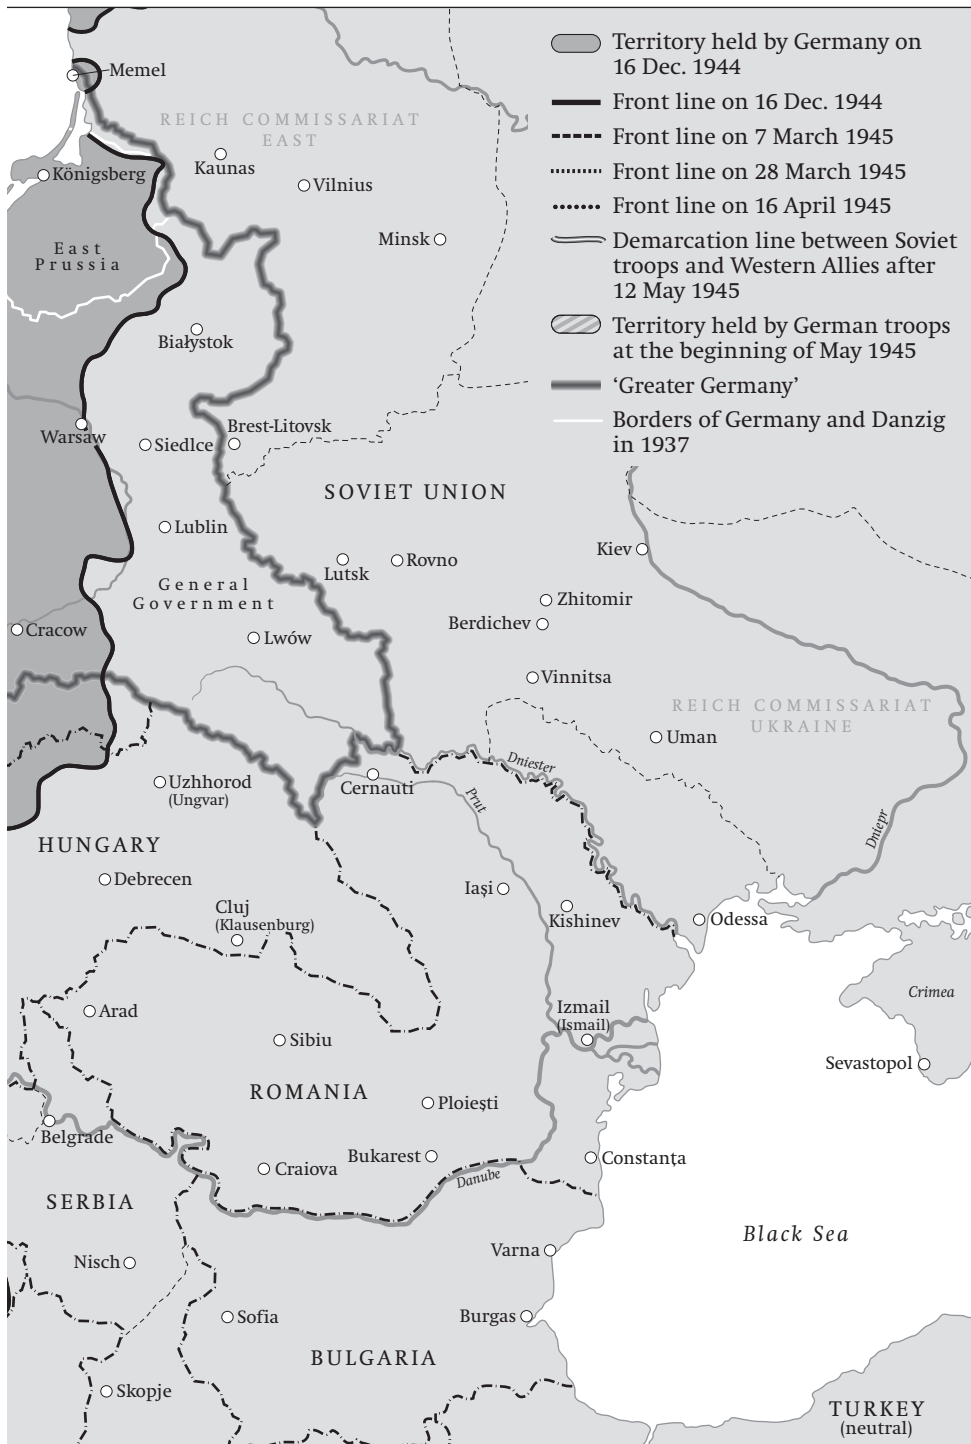 Territory held by Germany on
16 Dec. 1944
Front line on 16 Dec. 1944
Front line on 7 March 1945
Front line on 28 March 1945
Front line on 16 April 1945
Demarcation line between Soviet
troops and Western Allies after
12 May 1945
Territory held by German troops
at the beginning of May 1945
‘Greater Germany’
Borders of Germany and Danzig
in 1937
Memel
REICH COMMISSARIAT
EAST
Kaunas
Königsberg
Vilnius
Minsk
East
Prussia
Białystok
Warsaw
Siedlce
Brest-Litovsk
SOVIET UNION
Lublin
Kiev
Lutsk
Rovno
General
Government
Zhitomir
Berdichev
Cracow
Lwów
Vinnitsa
REICH COMMISSARIAT
UKRAINE
Uman
Dniester
Uzhhorod
(Ungvar)
Cernauti
Prut
Dniepr
HUNGARY
Debrecen
Iași
Cluj
(Klausenburg)
Kishinev
Odessa
Crimea
Arad
Izmail
(Ismail)
Sibiu
Sevastopol
ROMANIA
Ploiești
Belgrade
Bukarest
Craiova
Danube
Constanța
SERBIA
Black Sea
Varna
Nisch
Sofia
Burgas
BULGARIA
Skopje
TURKEY
(neutral)